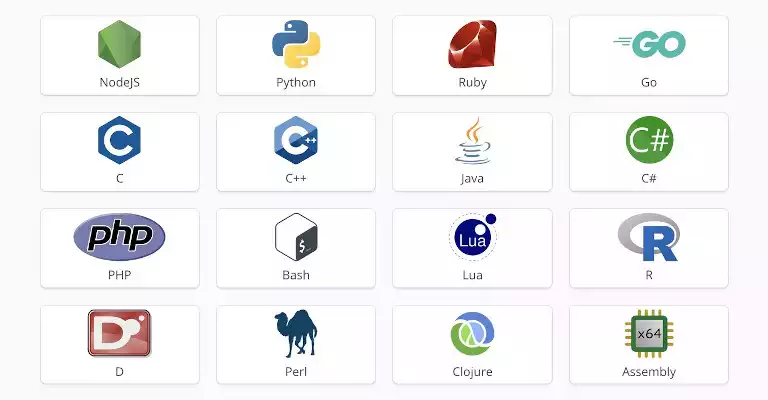 NodeJS
Python
GO
Ruby
Go
C
C++
C#
C
C++
Java
C#
php
$_
Lua
R
PHP
Bash
Lua
R
D
x64
D
Perl
Clojure
Assembly